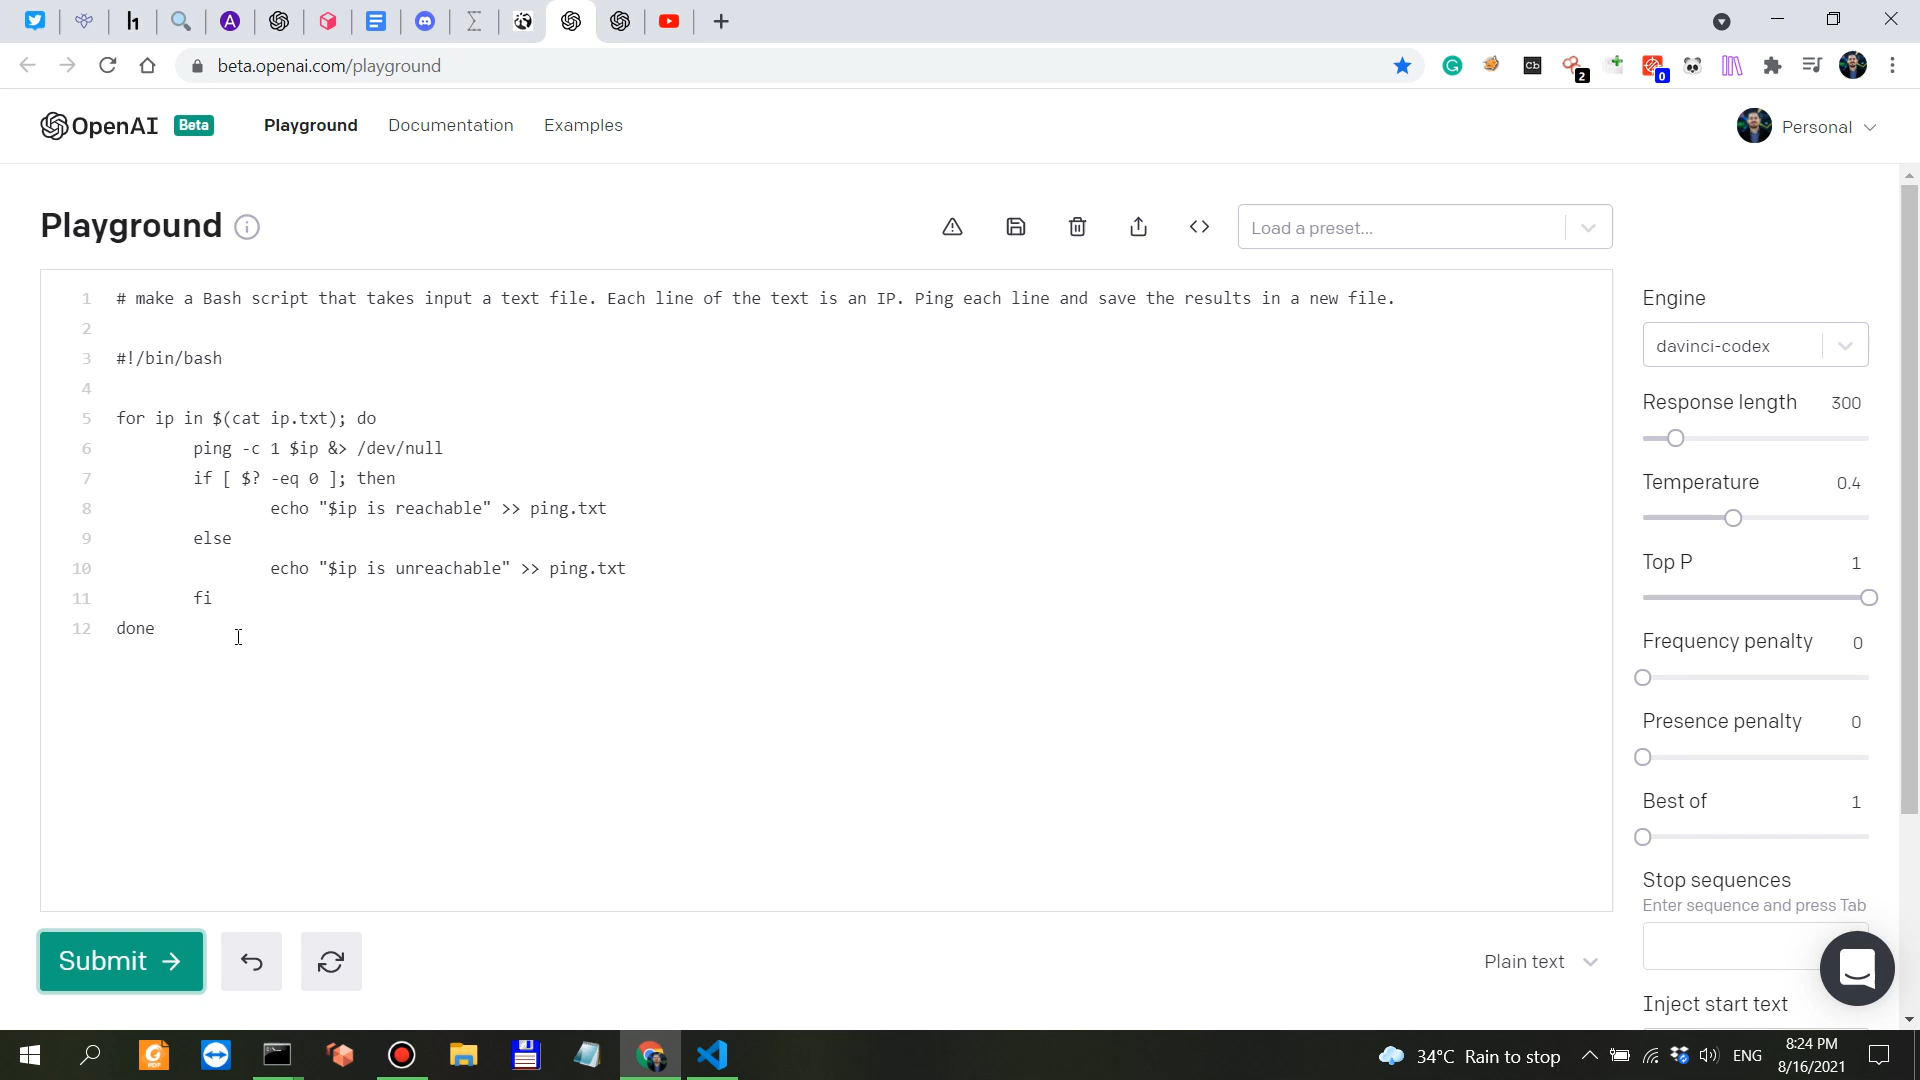 beta.openai.com/playground
2
0
OpenAI Beta Playground Documentation Examples Personal
Playground
Load a preset...
1 # make a Bash script that takes input a text file. Each line of the text is an IP. Ping each line and save the results in a new file.
2
3 #!/bin/bash
4
5 for ip in $(cat ip.txt); do
6 ping -c 1 $ip &> /dev/null
7 if [ $? -eq 0 ]; then
8 echo "$ip is reachable" >> ping.txt
9 else
10 echo "$ip is unreachable" >> ping.txt
11 fi
12 done
Engine
davinci-codex
Response length 300
Temperature 0.4
Top P 1
Frequency penalty 0
Presence penalty 0
Best of 1
Stop sequences
Enter sequence and press Tab
Inject start text
Submit →
Plain text
34°C Rain to stop
ENG
8:24 PM
8/16/2021